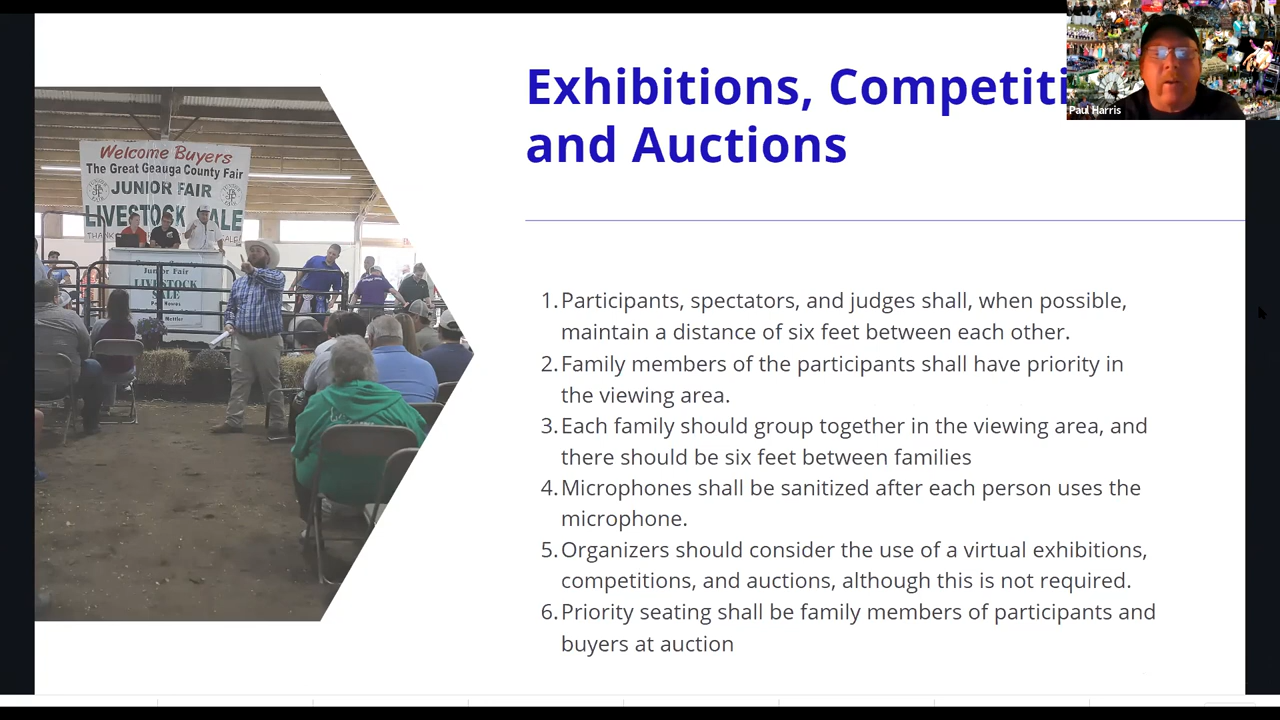 Exhibitions, Competiti
and Auctions
Paul Harris
Welcome Buyers
The Great Geauga County Fair
JUNIOR FAIR
LIVESTOCK SALE
Junior Fair
LIVESTOCK
SALE
1. Participants, spectators, and judges shall, when possible,
maintain a distance of six feet between each other.
2. Family members of the participants shall have priority in
the viewing area.
3. Each family should group together in the viewing area, and
there should be six feet between families
4. Microphones shall be sanitized after each person uses the
microphone.
5. Organizers should consider the use of a virtual exhibitions,
competitions, and auctions, although this is not required.
6. Priority seating shall be family members of participants and
buyers at auction